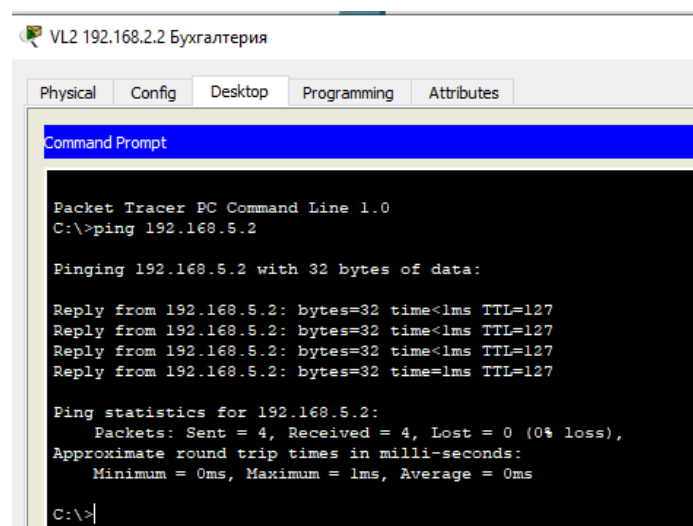 VL2 192.168.2.2 Бухгалтерия
Physical Config Desktop Programming Attributes
Command Prompt
Packet Tracer PC Command Line 1.0
C:\>ping 192.168.5.2
Pinging 192.168.5.2 with 32 bytes of data:
Reply from 192.168.5.2: bytes=32 time<1ms TTL=127
Reply from 192.168.5.2: bytes=32 time<1ms TTL=127
Reply from 192.168.5.2: bytes=32 time<1ms TTL=127
Reply from 192.168.5.2: bytes=32 time=1ms TTL=127
Ping statistics for 192.168.5.2:
Packets: Sent = 4, Received = 4, Lost = 0 (0% loss),
Approximate round trip times in milli-seconds:
Minimum = 0ms, Maximum = 1ms, Average = 0ms
C:\>